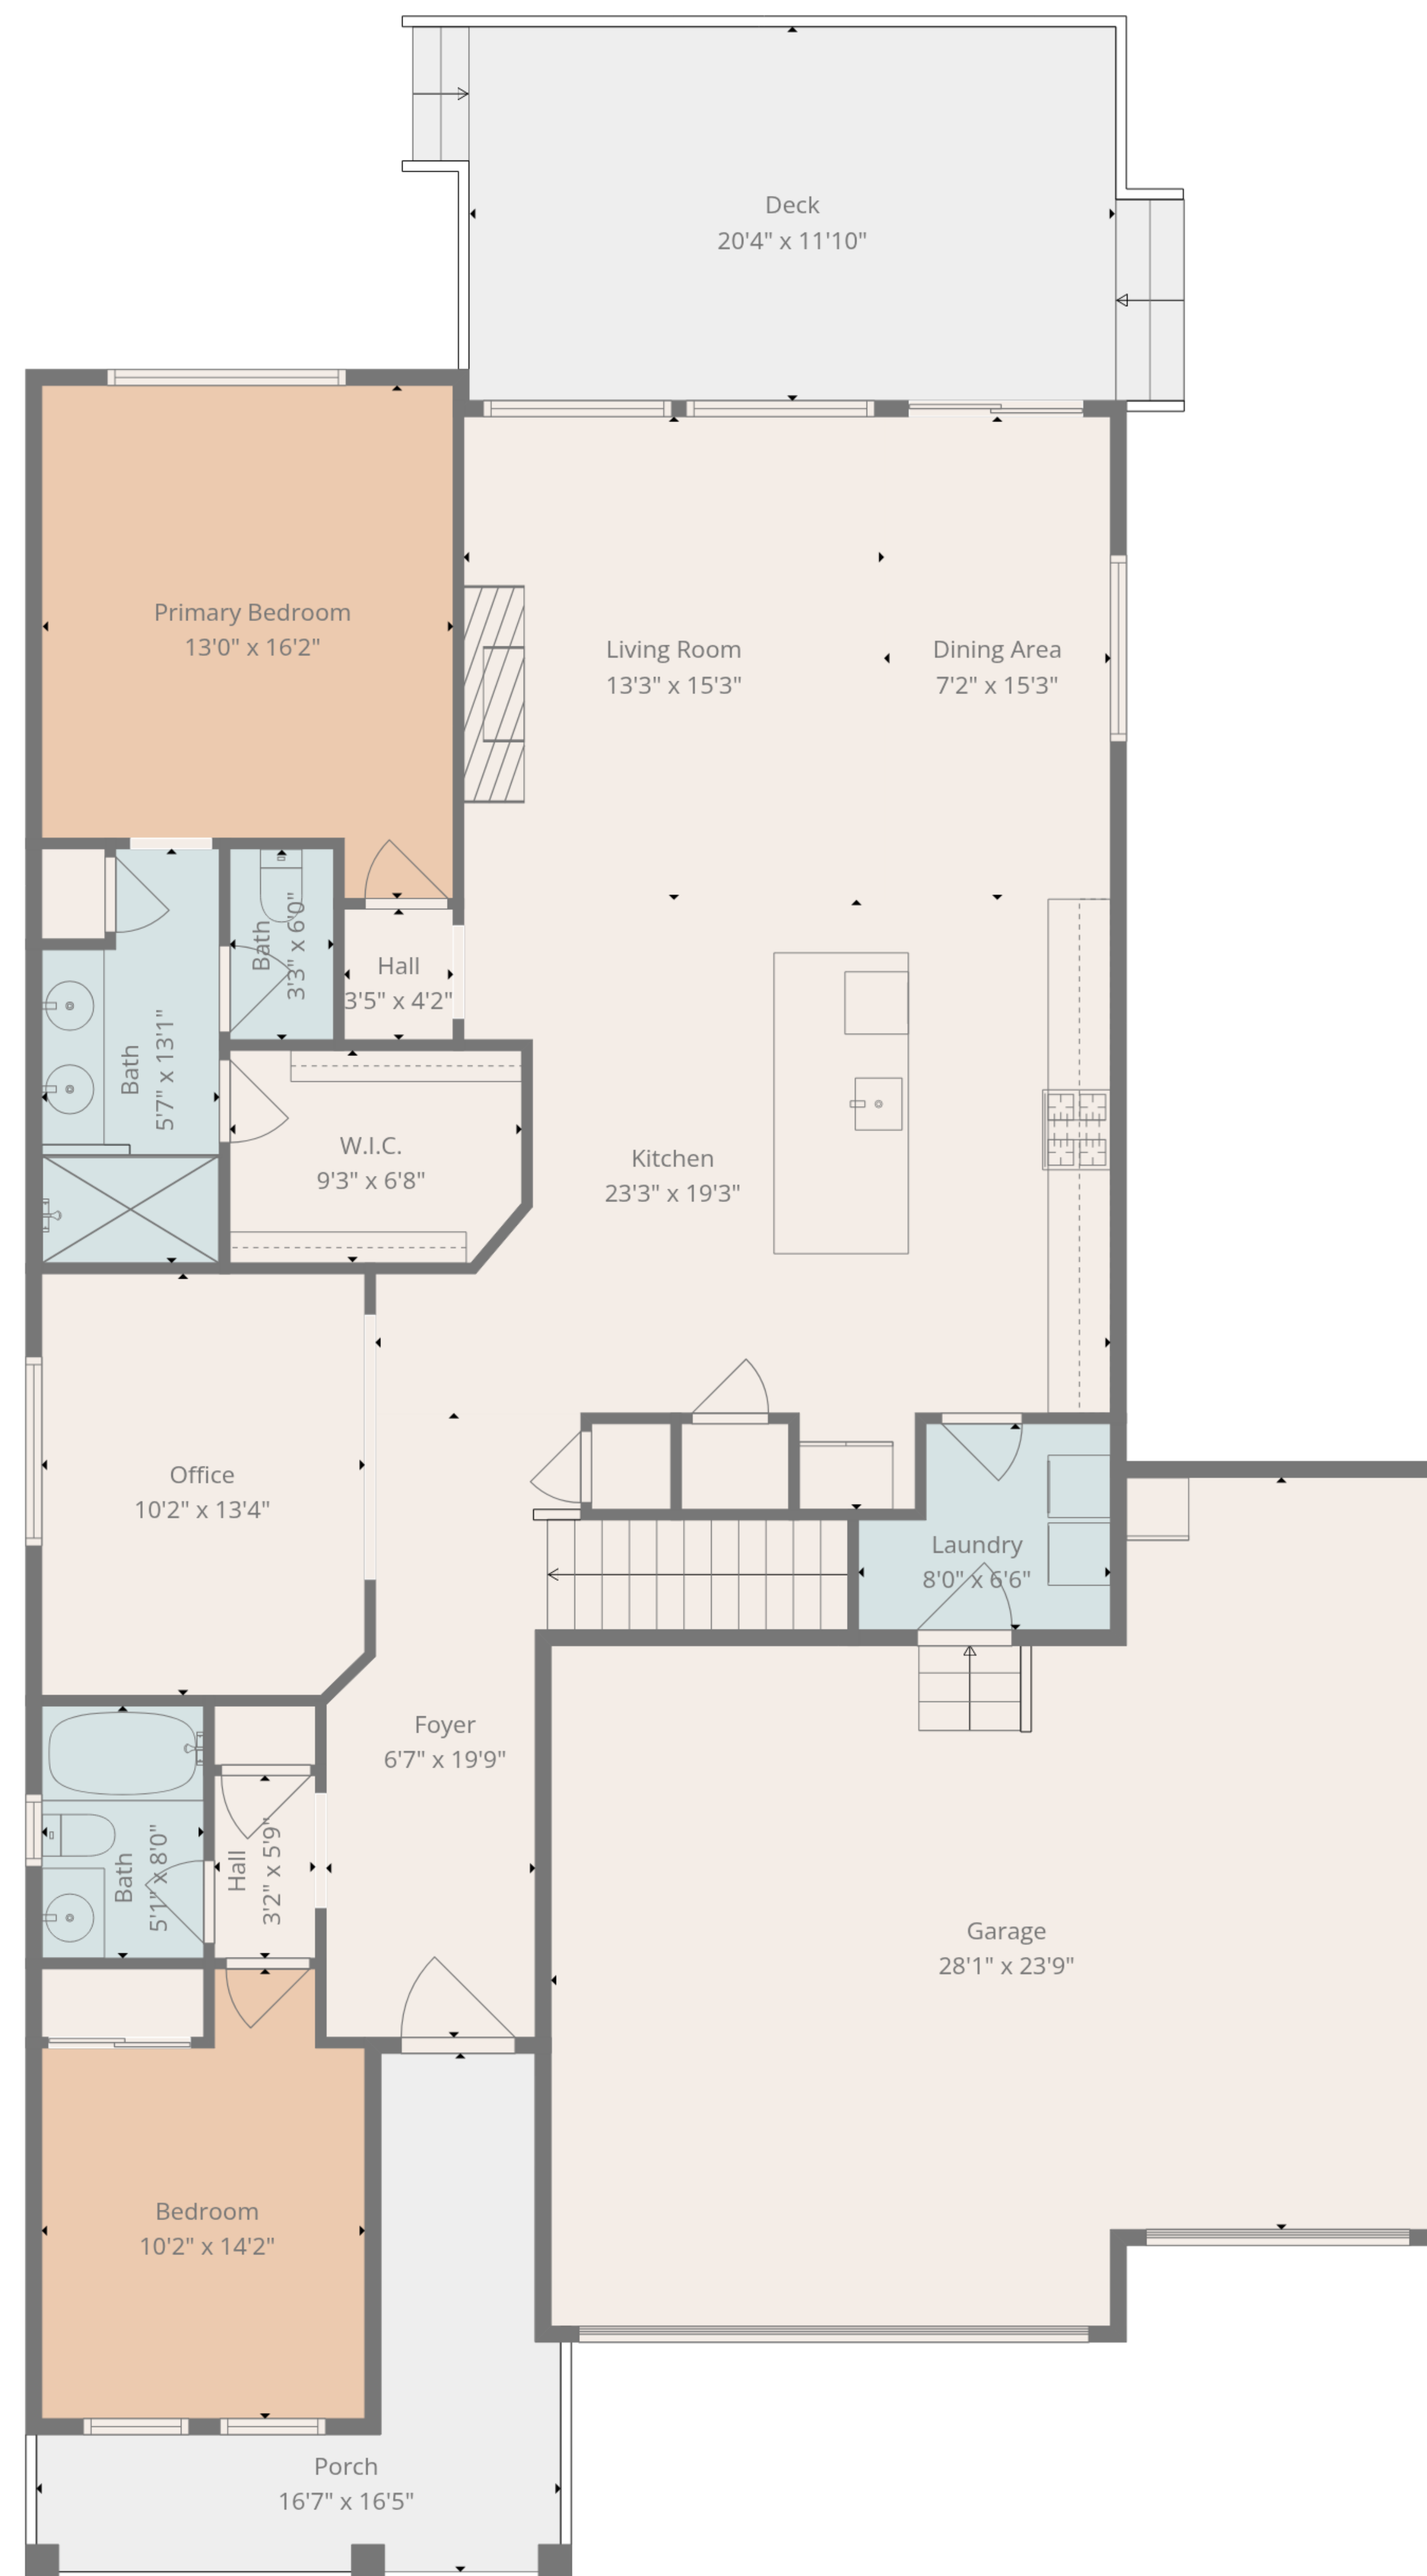 Deck
20'4" x 11'10"
Primary Bedroom
13'0" x 16'2"
Living Room
13'3" x 15'3"
Dining Area
7'2" x 15'3"
Bath
3'3" x 6'0"
Hall
3'5" x 4'2"
Bath
5'7" x 13'1"
W.I.C.
9'3" x 6'8"
Kitchen
23'3" x 19'3"
Office
10'2" x 13'4"
Laundry
8'0" x 6'6"
Foyer
6'7" x 19'9"
Bath
5'1" x 8'0"
Hall
3'2" x 5'9"
Garage
28'1" x 23'9"
Bedroom
10'2" x 14'2"
Porch
16'7" x 16'5"